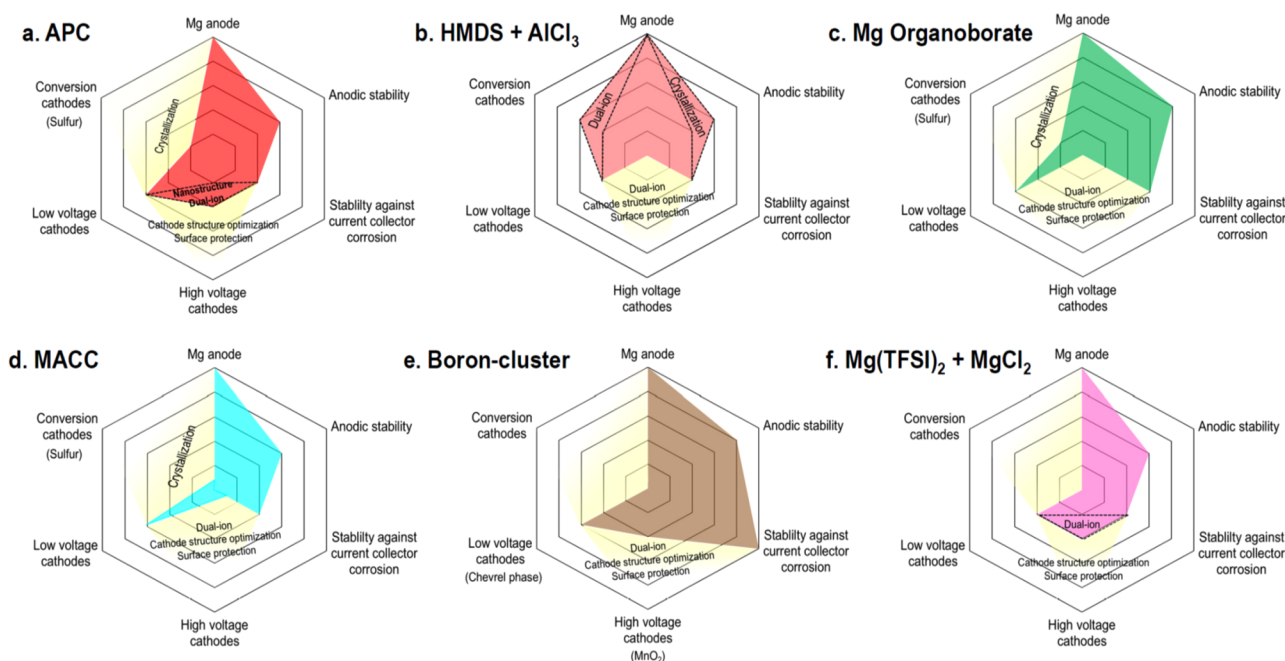 a. APC
Mg anode
Conversion
cathodes
(Sulfur)
Anodic stability
Crystallization
Nanostructure
Dual-ion
Cathode structure optimization
Surface protection
Low voltage
cathodes
Stablity against
current collector
corrosion
High voltage
cathodes
b. HMDS + AlCl3
Mg anode
Conversion
cathodes
Anodic stability
Dual-ion
Crystallization
Dual-ion
Cathode structure optimization
Surface protection
Low voltage
cathodes
Stablity against
current collector
corrosion
High voltage
cathodes
c. Mg Organoborate
Mg anode
Conversion
cathodes
(Sulfur)
Anodic stability
Crystallization
Dual-ion
Cathode structure optimization
Surface protection
Low voltage
cathodes
Stablity against
current collector
corrosion
High voltage
cathodes
d. MACC
Mg anode
Conversion
cathodes
(Sulfur)
Anodic stability
Crystallization
Dual-ion
Cathode structure optimization
Surface protection
Low voltage
cathodes
Stablity against
current collector
corrosion
High voltage
cathodes
e. Boron-cluster
Mg anode
Conversion
cathodes
Anodic stability
Dual-ion
Cathode structure optimization
Surface protection
Low voltage
cathodes
(Chevrel phase)
Stablity against
current collector
corrosion
High voltage
cathodes
(MnO2)
f. Mg(TFSI)2 + MgCl2
Mg anode
Conversion
cathodes
Anodic stability
Dual-ion
Cathode structure optimization
Surface protection
Low voltage
cathodes
Stablity against
current collector
corrosion
High voltage
cathodes